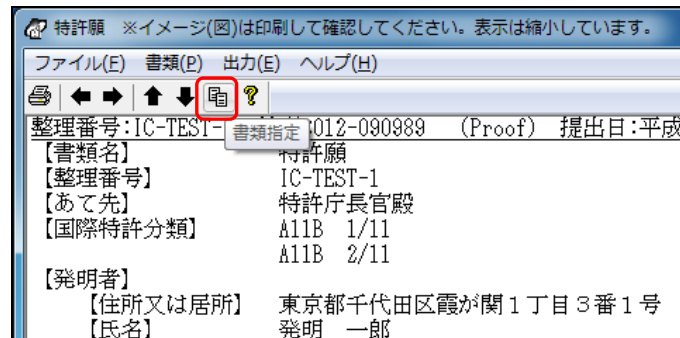 特許願 ※イメージ(図)は印刷して確認してください。表示は縮小しています。
ファイル(F) 書類(P) 出力(E) ヘルプ(H)
整理番号:IC-TEST- 012-090989 (Proof) 提出日:平成
書類指定
【書類名】 特許願
【整理番号】 IC-TEST-1
【あて先】 特許庁長官殿
【国際特許分類】 A11B 1/11
A11B 2/11
【発明者】
【住所又は居所】 東京都千代田区霞が関1丁目3番1号
【氏名】 発明 一郎